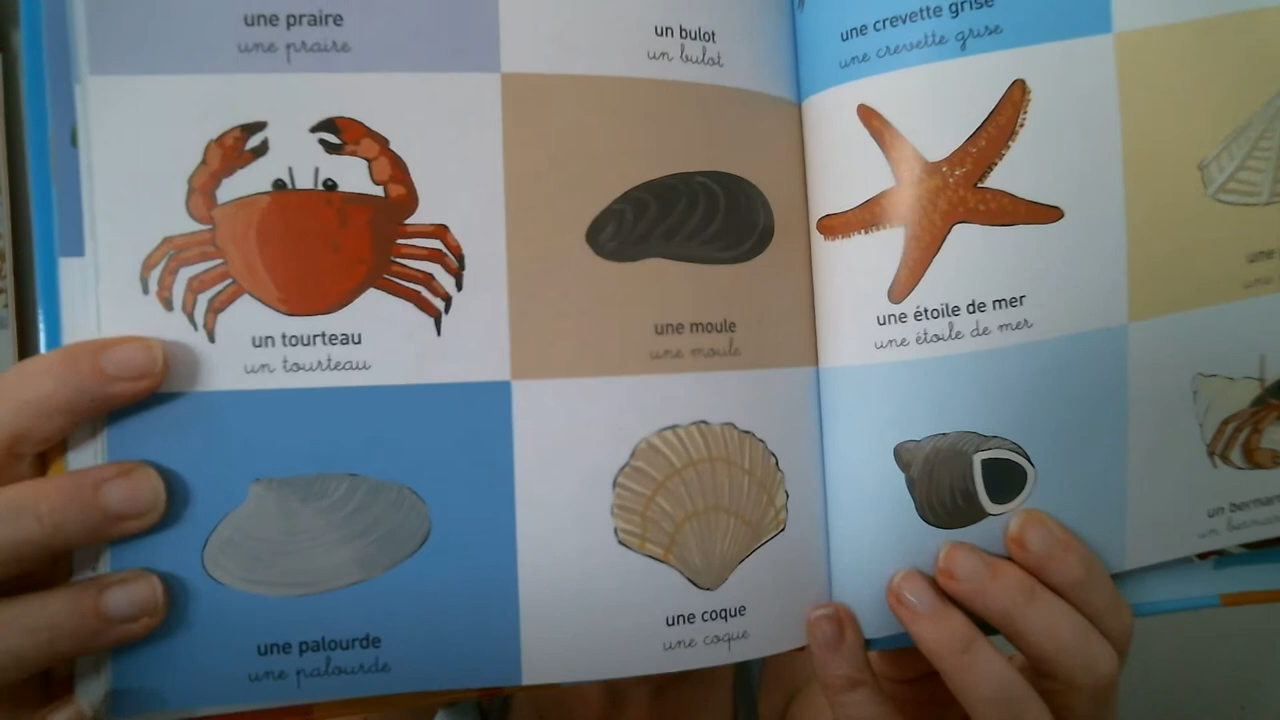 une praire
une praire
un bulot
un bulot
une crevette grise
une crevette grise
un tourteau
un tourteau
une moule
une moule
une étoile de mer
une étoile de mer
une
une palourde
une palourde
une coque
une coque
un
un